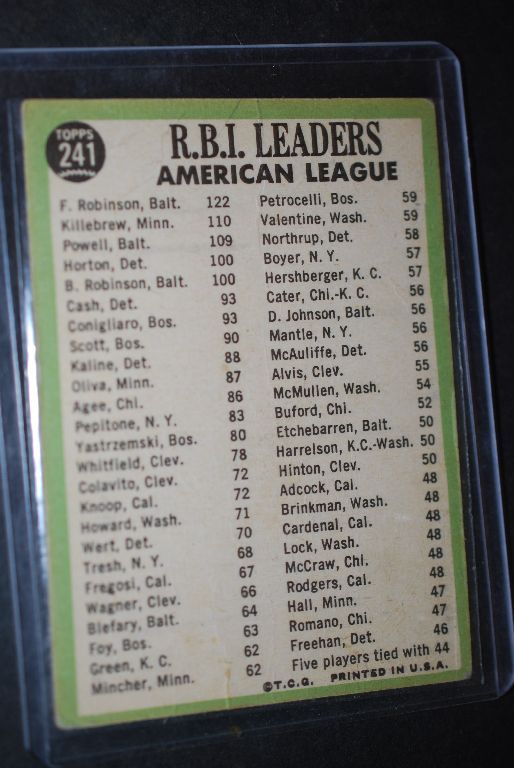 TOPPS
241
R.B.I. LEADERS
AMERICAN LEAGUE
F. Robinson, Balt. 122
Killebrew, Minn. 110
Powell, Balt. 109
Horton, Det. 100
B. Robinson, Balt. 100
Cash, Det. 93
Conigliaro, Bos. 93
Scott, Bos. 90
Kaline, Det. 88
Oliva, Minn. 87
Agee, Chi. 86
Pepitone, N. Y. 83
Yastrzemski, Bos. 80
Whitfield, Clev. 78
Colavito, Clev. 72
Knoop, Cal. 72
Howard, Wash. 71
Wert, Det. 70
Tresh, N. Y. 68
Fregosi, Cal. 67
Wagner, Clev. 66
Blefary, Balt. 64
Foy, Bos. 63
Green, K. C. 62
Mincher, Minn. 62
Petrocelli, Bos. 59
Valentine, Wash. 59
Northrup, Det. 58
Boyer, N. Y. 57
Hershberger, K. C. 57
Cater, Chi.-K. C. 56
D. Johnson, Balt. 56
Mantle, N. Y. 56
McAuliffe, Det. 56
Alvis, Clev. 55
McMullen, Wash. 54
Buford, Chi. 52
Etchebarren, Balt. 50
Harrelson, K.C.-Wash. 50
Hinton, Clev. 50
Adcock, Cal. 48
Brinkman, Wash. 48
Cardenal, Cal. 48
Lock, Wash. 48
McCraw, Chi. 48
Rodgers, Cal. 48
Hall, Minn. 47
Romano, Chi. 47
Freehan, Det. 46
Five players tied with 44
©T.C.G. PRINTED IN U.S.A.